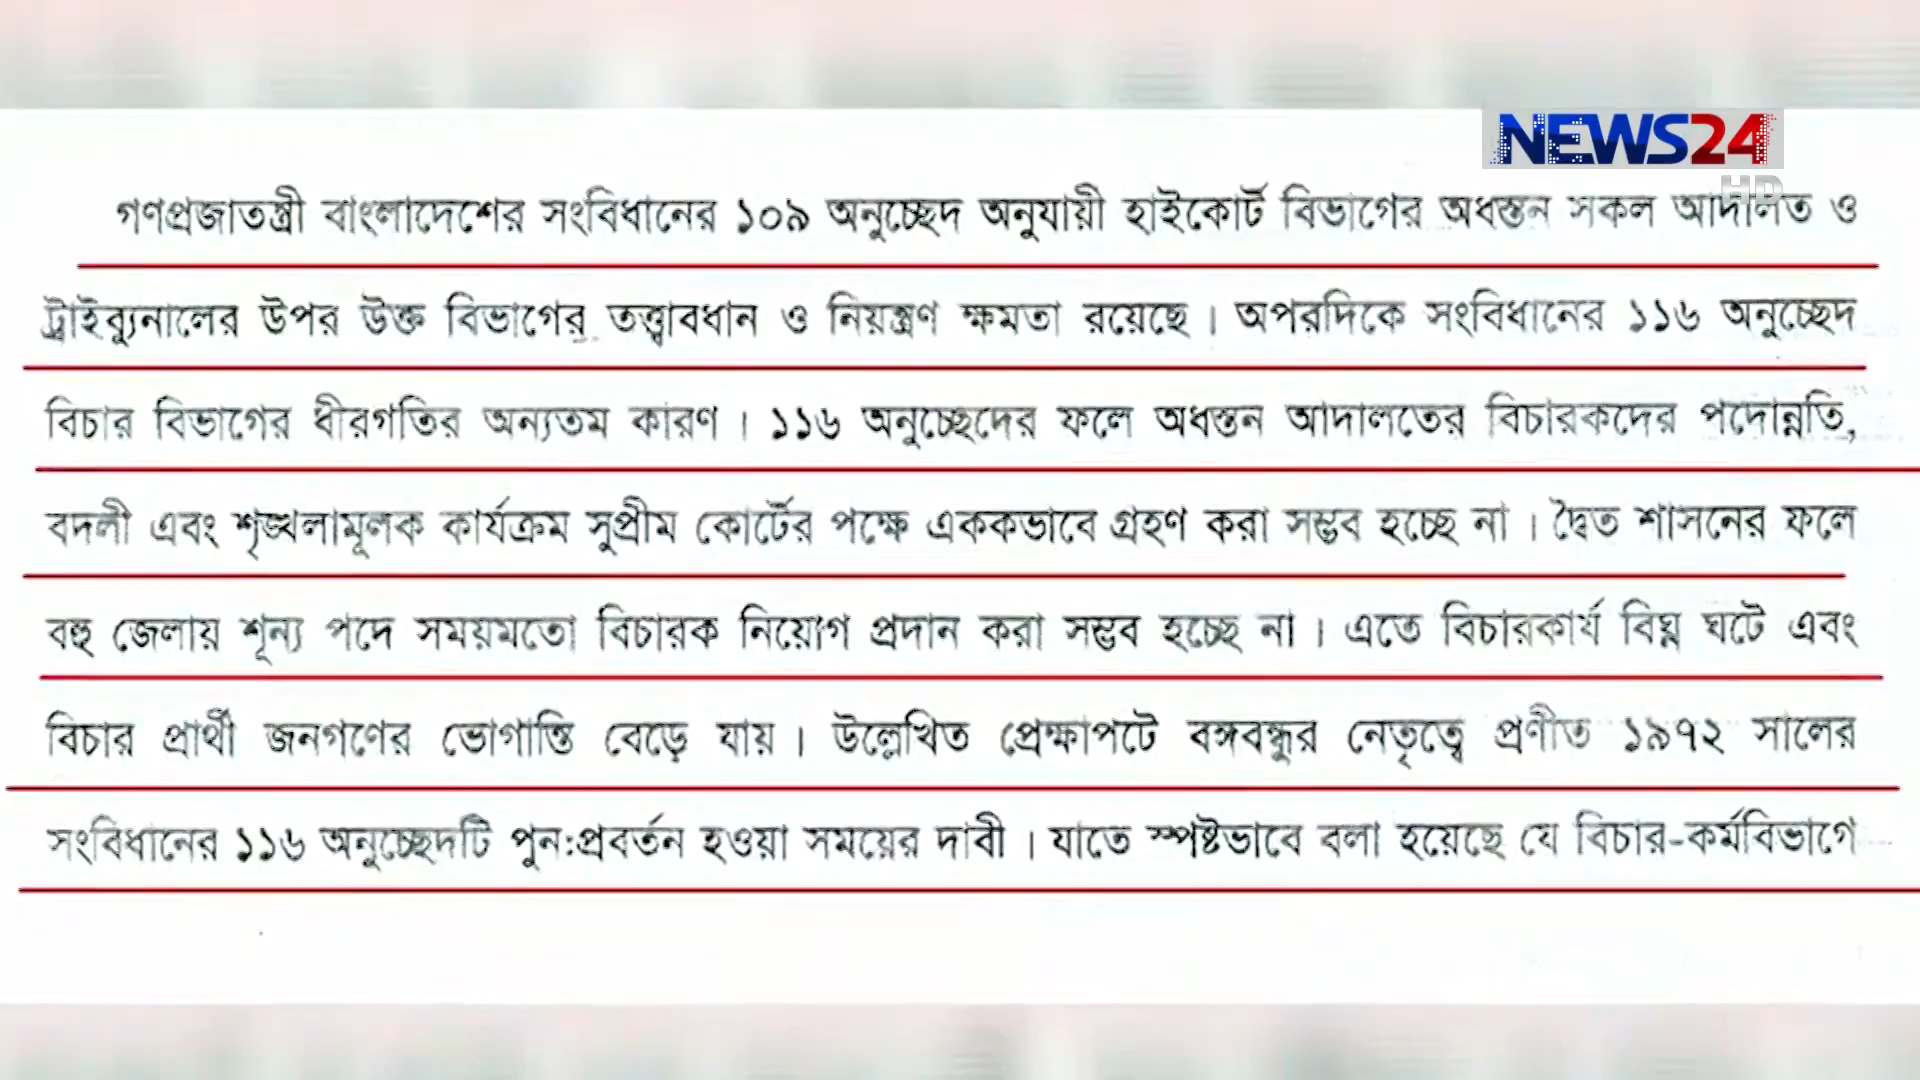 NEWS24
HD
গণপ্রজাতন্ত্রী বাংলাদেশের সংবিধানের ১০৯ অনুচ্ছেদ অনুযায়ী হাইকোর্ট বিভাগের অধস্তন সকল আদালত ও
ট্রাইব্যুনালের উপর উক্ত বিভাগের তত্ত্বাবধান ও নিয়ন্ত্রণ ক্ষমতা রয়েছে। অপরদিকে সংবিধানের ১১৬ অনুচ্ছেদ
বিচার বিভাগের ধীরগতির অন্যতম কারণ। ১১৬ অনুচ্ছেদের ফলে অধস্তন আদালতের বিচারকদের পদোন্নতি,
বদলী এবং শৃঙ্খলামূলক কার্যক্রম সুপ্রীম কোর্টের পক্ষে এককভাবে গ্রহণ করা সম্ভব হচ্ছে না। দ্বৈত শাসনের ফলে
বহু জেলায় শূন্য পদে সময়মতো বিচারক নিয়োগ প্রদান করা সম্ভব হচ্ছে না। এতে বিচারকার্য বিঘ্ন ঘটে এবং
বিচার প্রার্থী জনগণের ভোগান্তি বেড়ে যায়। উল্লেখিত প্রেক্ষাপটে বঙ্গবন্ধুর নেতৃত্বে প্রণীত ১৯৭২ সালের
সংবিধানের ১১৬ অনুচ্ছেদটি পুন:প্রবর্তন হওয়া সময়ের দাবী। যাতে স্পষ্টভাবে বলা হয়েছে যে বিচার-কর্মবিভাগে